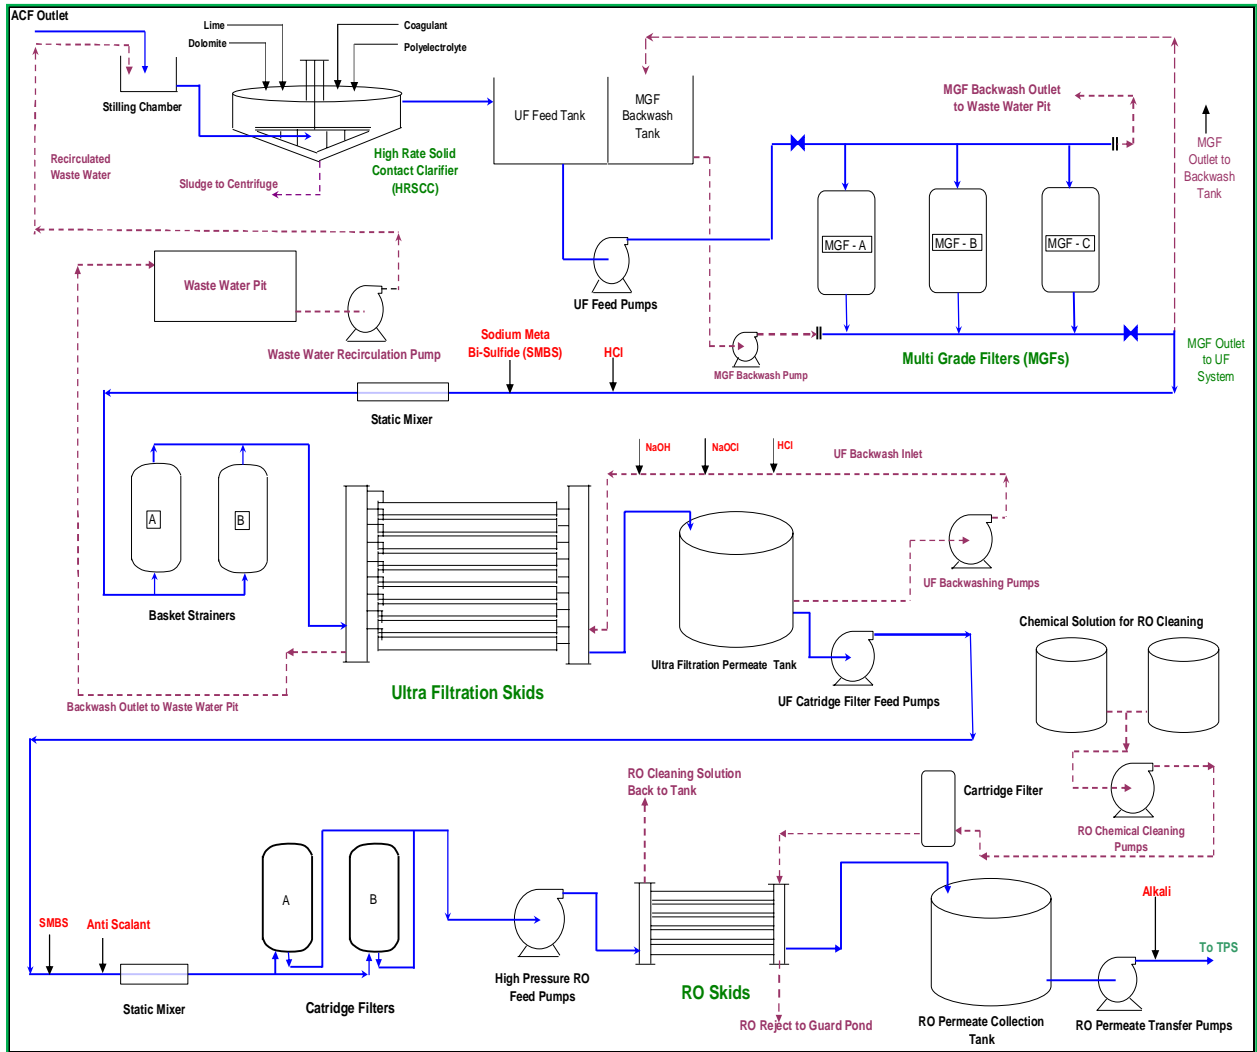 ACF Outlet
Lime
Dolomite
Coagulant
Polyelectrolyte
Stilling Chamber
Recirculated
Waste Water
Sludge to Centrifuge
High Rate Solid
Contact Clarifier
(HRSCC)
UF Feed Tank
MGF
Backwash
Tank
MGF Backwash Outlet
to Waste Water Pit
MGF
Outlet to
Backwash
Tank
MGF - A
MGF - B
MGF - C
UF Feed Pumps
Waste Water Pit
Waste Water Recirculation Pump
MGF Backwash Pump
Multi Grade Filters (MGFs)
MGF Outlet
to UF
System
Sodium Meta
Bi-Sulfide (SMBS)
HCl
Static Mixer
A
B
Basket Strainers
NaOH
NaOCl
HCl
UF Backwash Inlet
UF Backwashing Pumps
Ultra Filtration Permeate Tank
Ultra Filtration Skids
Backwash Outlet to Waste Water Pit
UF Catridge Filter Feed Pumps
Chemical Solution for RO Cleaning
RO Cleaning Solution
Back to Tank
Cartridge Filter
RO Chemical Cleaning
Pumps
A
B
SMBS
Anti Scalant
Static Mixer
Catridge Filters
High Pressure RO
Feed Pumps
RO Skids
RO Reject to Guard Pond
RO Permeate Collection
Tank
Alkali
To TPS
RO Permeate Transfer Pumps